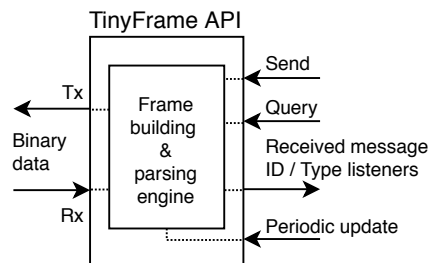 TinyFrame API
Tx
Binary
data
Rx
Frame
building
&
parsing
engine
Send
Query
Received message
ID / Type listeners
Periodic update